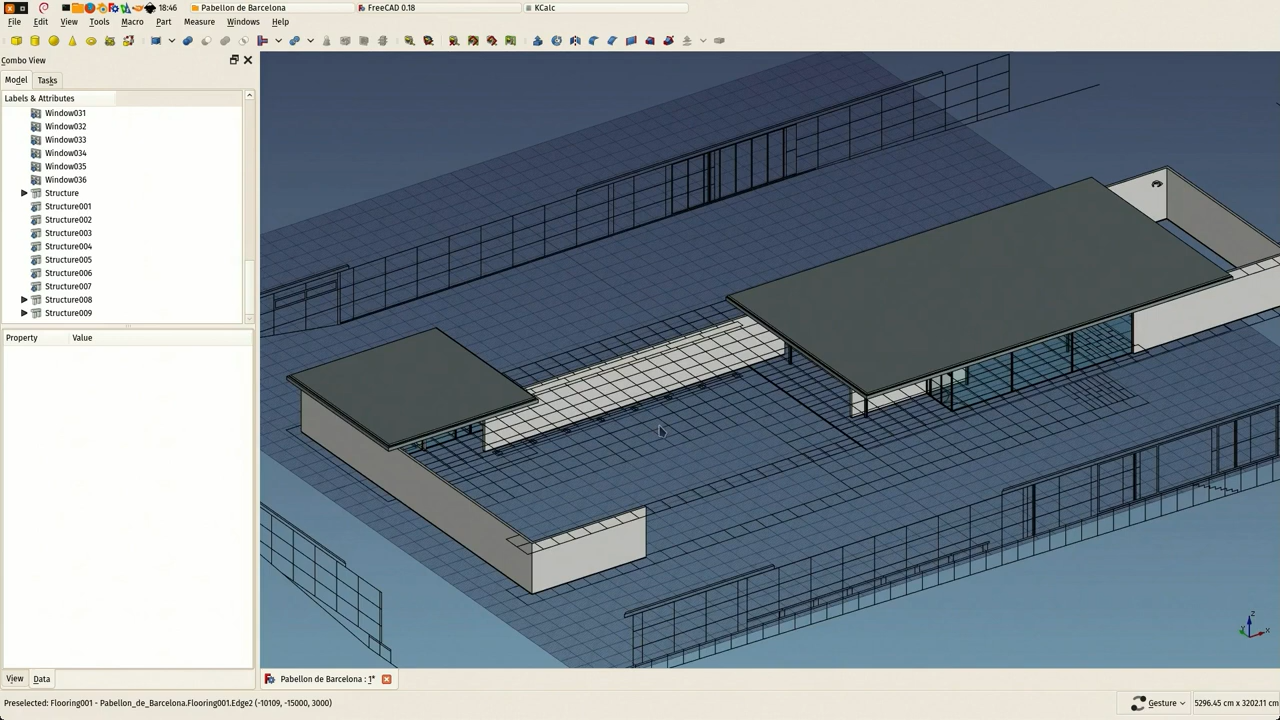 18:46
Pabellon de Barcelona
FreeCAD 0.18
KCalc
File Edit View Tools Macro Part Measure Windows Help
Combo View
Model Tasks
Labels & Attributes
Window031
Window032
Window033
Window034
Window035
Window036
Structure
Structure001
Structure002
Structure003
Structure004
Structure005
Structure006
Structure007
Structure008
Structure009
Property Value
Z
X
View Data
Pabellon de Barcelona : 1*
Preselected: Flooring001 - Pabellon_de_Barcelona.Flooring001.Edge2 (-10109, -15000, 3000)
Gesture
5296.45 cm x 3202.11 cm